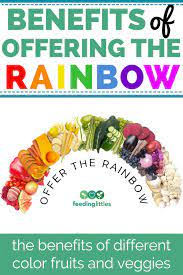 BENEFITS of
OFFERING THE
RAINBOW
OFFER THE RAINBOW
feedinglittles
the benefits of different
color fruits and veggies